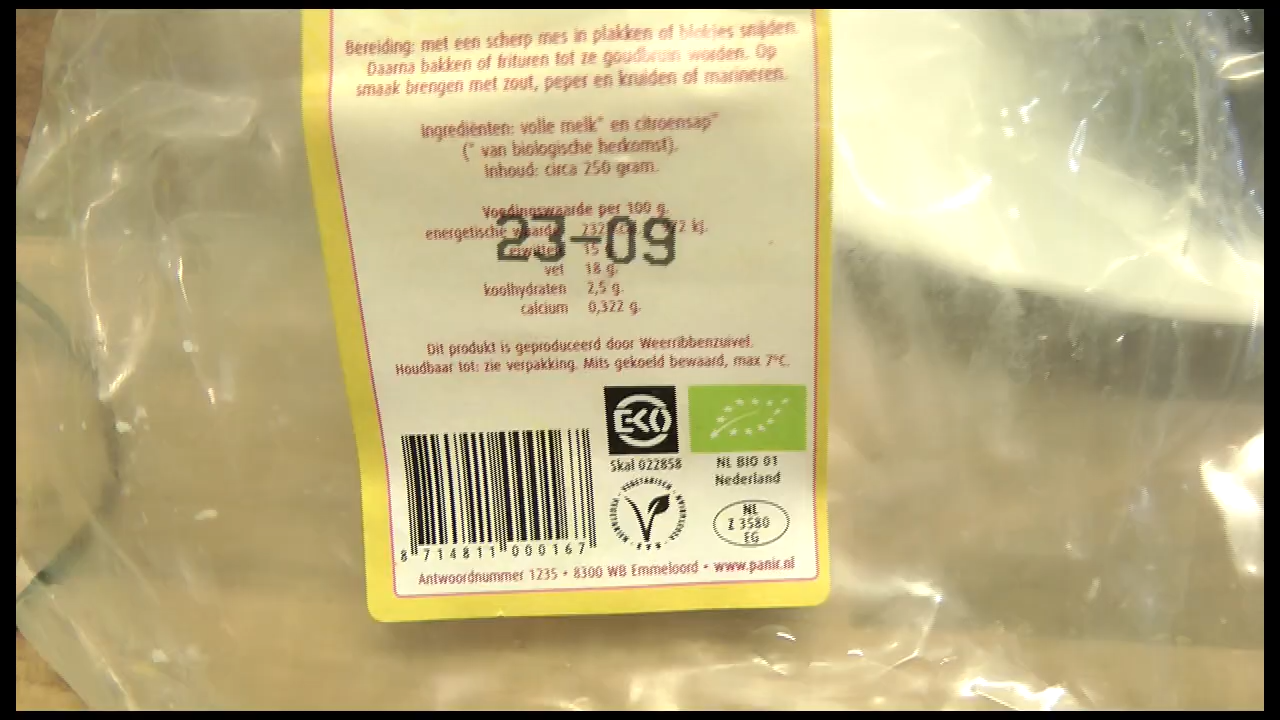 Bereiding: met een scherp mes in plakken of blokjes snijden.
Daarna bakken of frituren tot ze goudbruin worden. Op
smaak brengen met zout, peper en kruiden of marineren.
Ingrediënten: volle melk* en citroensap*
(* van biologische herkomst).
Inhoud: circa 250 gram.
Voedingswaarde per 100 g.
energetische waarde 232 kj.
23-09
eiwitten 15
vet 18 g.
koolhydraten 2,5 g.
calcium 0,322 g.
Dit produkt is geproduceerd door Weerribbenzuivel.
Houdbaar tot: zie verpakking. Mits gekoeld bewaard, max 7°C.
EKO
Skal 022858
NL BIO 01
Nederland
VEGETARISCH
NL
Z 3580
EG
8 714811 000167
Antwoordnummer 1235 • 8300 WB Emmeloord • www.panir.nl